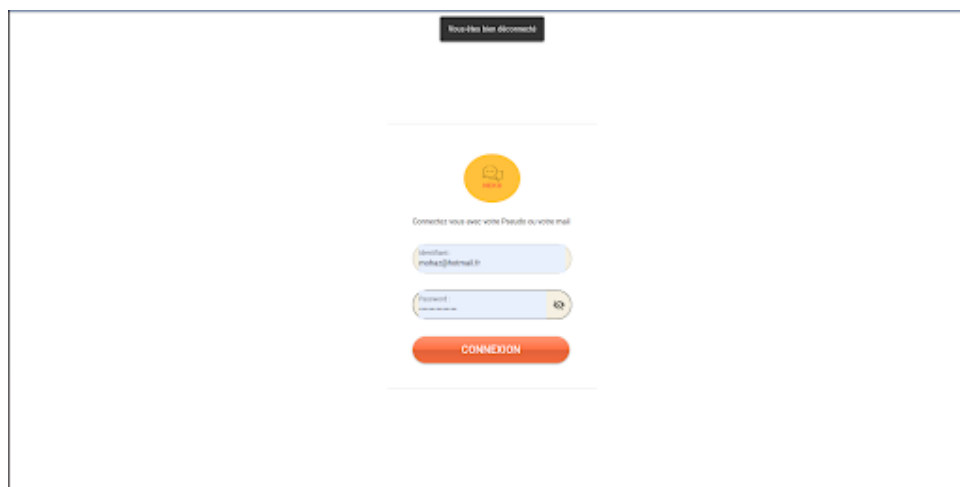 Vous-êtes bien déconnecté
Connectez vous avec votre Pseudo ou votre mail
Identifiant :
mohaz@hotmail.fr
Password :
CONNEXION